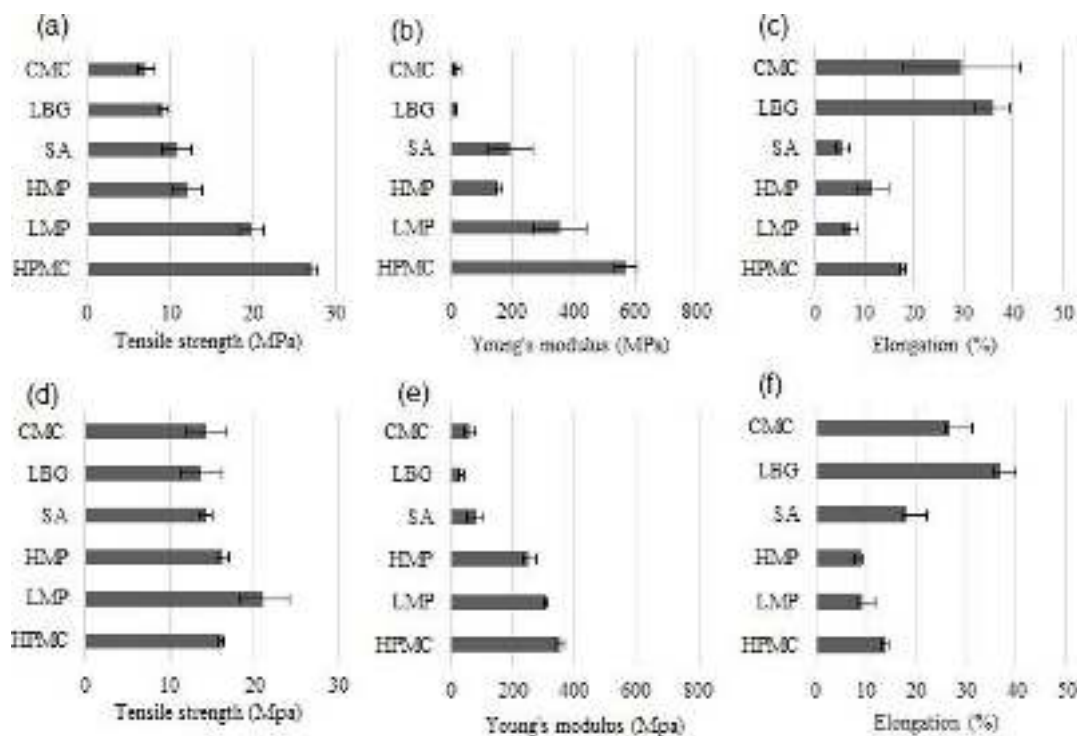 (a)
CMC
LBG
SA
HMP
LMP
HPMC
0 10 20 30
Tensile strength (MPa)
(b)
CMC
LBG
SA
HMP
LMP
HPMC
0 200 400 600 800
Young's modulus (MPa)
(c)
CMC
LBG
SA
HMP
LMP
HPMC
0 10 20 30 40 50
Elongation (%)
(d)
CMC
LBG
SA
HMP
LMP
HPMC
0 10 20 30
Tensile strength (Mpa)
(e)
CMC
LBG
SA
HMP
LMP
HPMC
0 200 400 600 800
Young's modulus (Mpa)
(f)
CMC
LBG
SA
HMP
LMP
HPMC
0 10 20 30 40 50
Elongation (%)